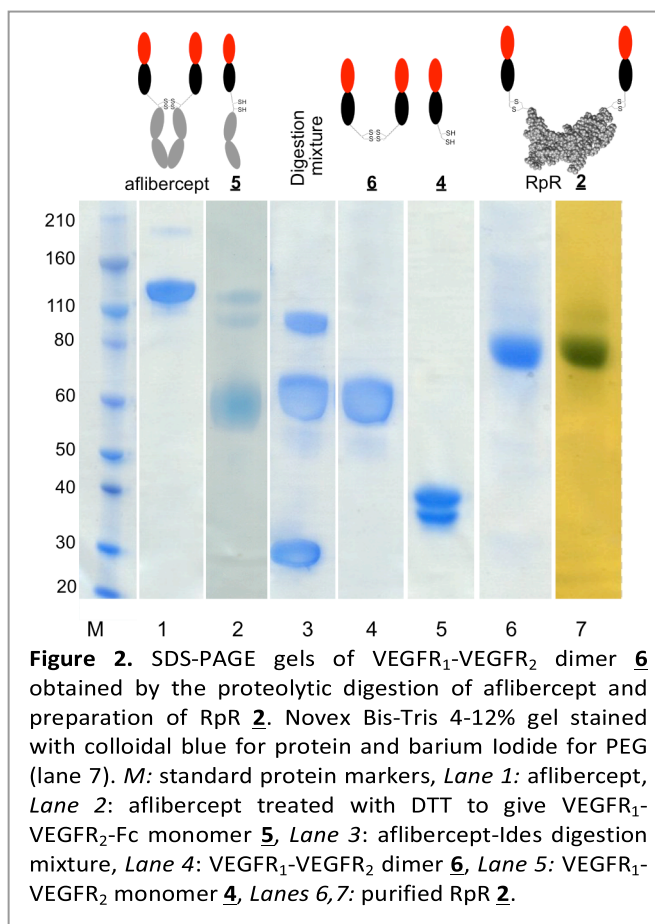 S S S S
SH
SH
S S S S
SH
SH
S
S
S
S
aflibercept 5 Digestion mixture 6 4 RpR 2
210
160
110
80
60
50
40
30
20
M 1 2 3 4 5 6 7
Figure 2. SDS-PAGE gels of VEGFR₁-VEGFR₂ dimer 6
obtained by the proteolytic digestion of aflibercept and
preparation of RpR 2. Novex Bis-Tris 4-12% gel stained
with colloidal blue for protein and barium Iodide for PEG
(lane 7). M: standard protein markers, Lane 1: aflibercept,
Lane 2: aflibercept treated with DTT to give VEGFR₁-
VEGFR₂-Fc monomer 5, Lane 3: aflibercept-Ides digestion
mixture, Lane 4: VEGFR₁-VEGFR₂ dimer 6, Lane 5: VEGFR₁-
VEGFR₂ monomer 4, Lanes 6,7: purified RpR 2.